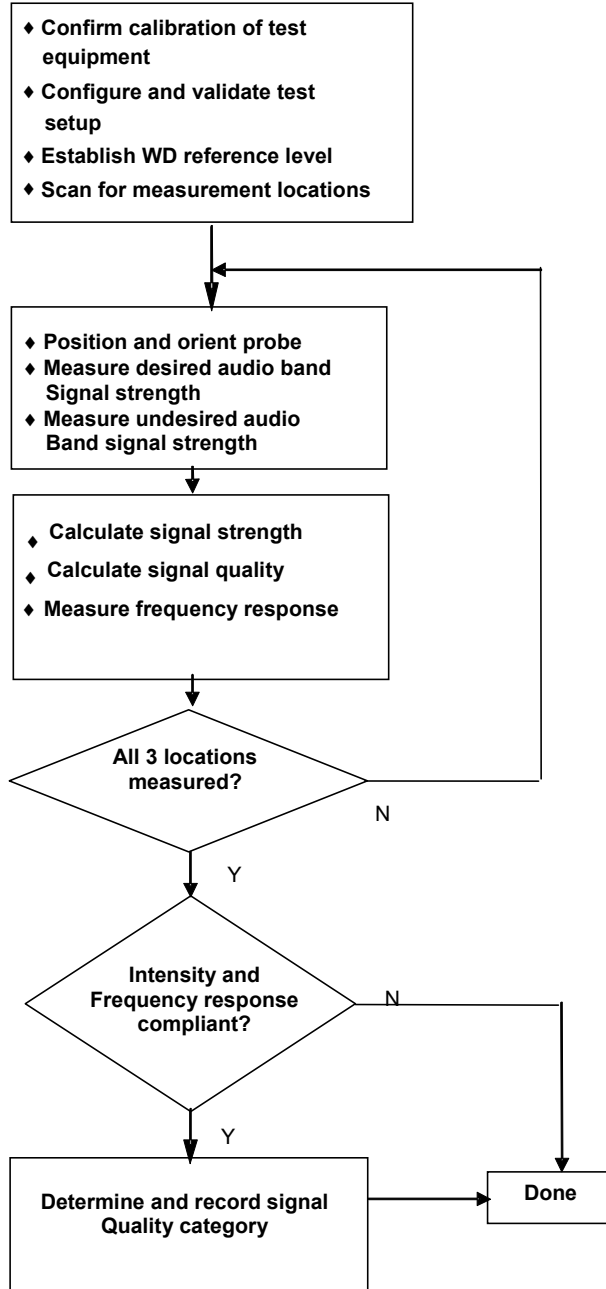 ♦ Confirm calibration of test
equipment
♦ Configure and validate test
setup
♦ Establish WD reference level
♦ Scan for measurement locations
♦ Position and orient probe
♦ Measure desired audio band
Signal strength
♦ Measure undesired audio
Band signal strength
♦ Calculate signal strength
♦ Calculate signal quality
♦ Measure frequency response
All 3 locations
measured?
N
Y
Intensity and
Frequency response
compliant?
N
Y
Determine and record signal
Quality category
Done